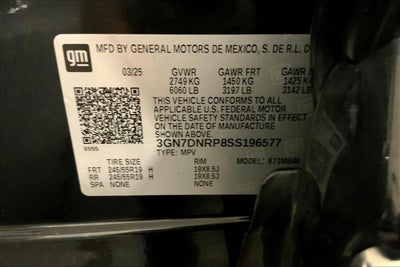 gm
MFD BY GENERAL MOTORS DE MEXICO, S. DE R.L. D
03/25 GVWR GAWR FRT GAWR R
2749 KG 1450 KG 1425 K
6060 LB 3197 LB 3142 LB
THIS VEHICLE CONFORMS TO ALL
APPLICABLE U.S. FEDERAL MOTOR
VEHICLE SAFETY STANDARDS IN EFFECT
ON THE DATE OF MANUFACTURE
SHOWN ABOVE.
3GN7DNRP8SS196577
TYPE: MPV MODEL: 871MB46
TIRE SIZE RIM
FRT 245/55R19 H 19X8.5J
RR 245/55R19 H 19X8.5J
SPA NONE NONE